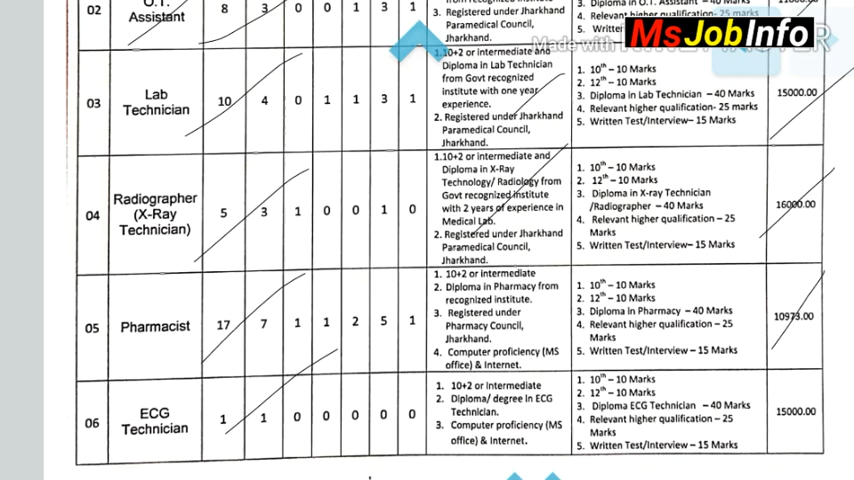 02
O.T.
Assistant
8 3 0 0 1 3 1
3. Registered under Jharkhand
Paramedical Council,
Jharkhand.
3. Diploma in O.T. Assistant – 40 Marks
4. Relevant higher qualification- 25 marks
5.
Made with
MsJobInfo
03
Lab
Technician
10 4 0 1 1 3 1
1.10+2 or intermediate and
Diploma in Lab Technician
from Govt recognized
institute with one year
experience.
2. Registered under Jharkhand
Paramedical Council,
Jharkhand.
1. 10th – 10 Marks
2. 12th – 10 Marks
3. Diploma in Lab Technician – 40 Marks
4. Relevant higher qualification- 25 marks
5. Written Test/Interview– 15 Marks
15000.00
04
Radiographer
(X-Ray
Technician)
5 3 1 0 0 1 0
1.10+2 or intermediate and
Diploma in X-Ray
Technology/ Radiology from
Govt recognized institute
with 2 years of experience in
Medical Lab.
2. Registered under Jharkhand
Paramedical Council,
Jharkhand.
1. 10th – 10 Marks
2. 12th – 10 Marks
3. Diploma in X-ray Technician
/Radiographer – 40 Marks
4. Relevant higher qualification – 25
Marks
5. Written Test/Interview– 15 Marks
16000.00
05
Pharmacist
17 7 1 1 2 5 1
1. 10+2 or intermediate
2. Diploma in Pharmacy from
recognized institute.
3. Registered under
Pharmacy Council,
Jharkhand.
4. Computer proficiency (MS
office) & Internet.
1. 10th – 10 Marks
2. 12th – 10 Marks
3. Diploma in Pharmacy – 40 Marks
4. Relevant higher qualification – 25
Marks
5. Written Test/Interview – 15 Marks
10973.00
06
ECG
Technician
1 1 0 0 0 0 0
1. 10+2 or Intermediate
2. Diploma/ degree in ECG
Technician.
3. Computer proficiency (MS
office) & Internet.
1. 10th – 10 Marks
2. 12th – 10 Marks
3. Diploma ECG Technician – 40 Marks
4. Relevant higher qualification – 25
Marks
5. Written Test/Interview – 15 Marks
15000.00